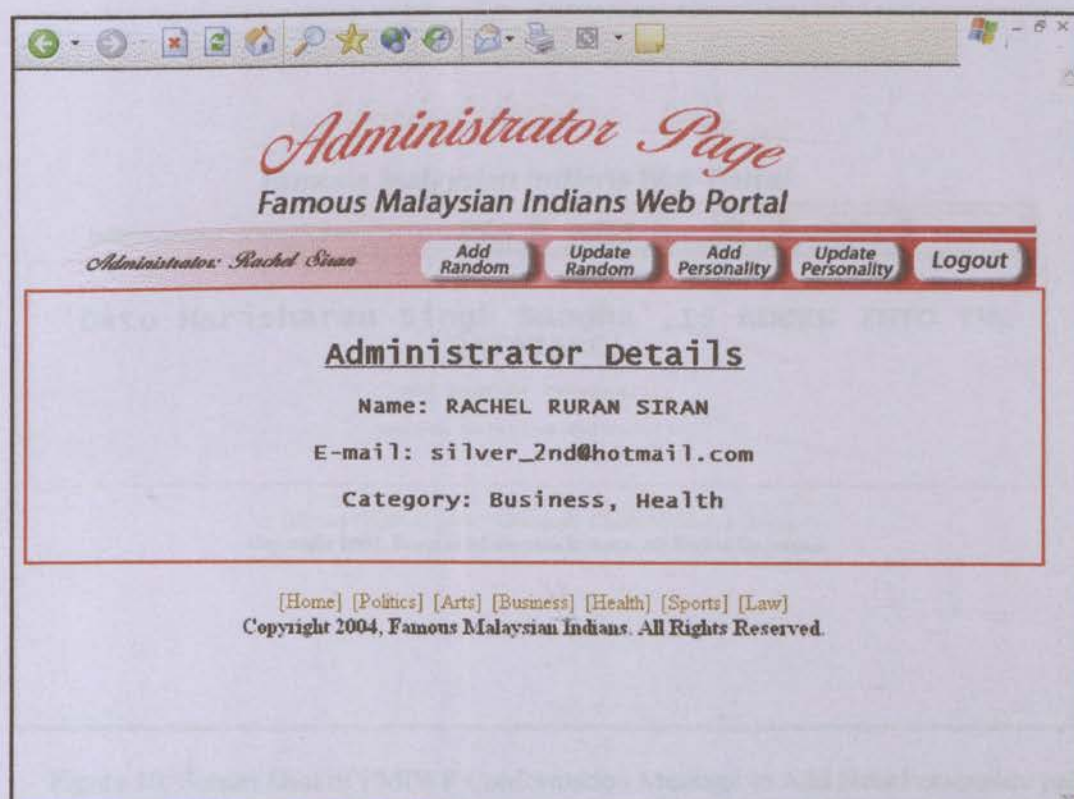 Administrator Page
Famous Malaysian Indians Web Portal
Administrator: Rachel Siran
Add Random Update Random Add Personality Update Personality Logout
Administrator Details
Name: RACHEL RURAN SIRAN
E-mail: silver_2nd@hotmail.com
Category: Business, Health
[Home] [Politics] [Arts] [Business] [Health] [Sports] [Law]
Copyright 2004, Famous Malaysian Indians. All Rights Reserved.